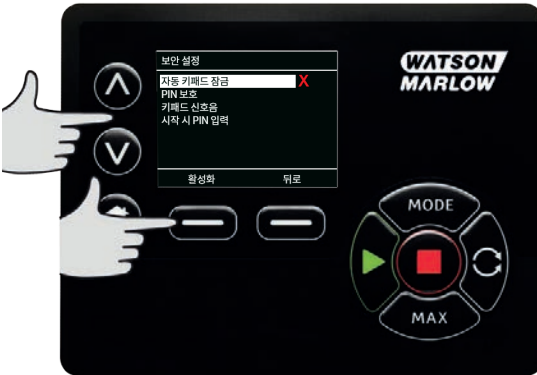 보안 설정
자동 키패드 잠금 X
PIN 보호
키패드 신호음
시작 시 PIN 입력
활성화 뒤로
WATSON
MARLOW
MODE
MAX